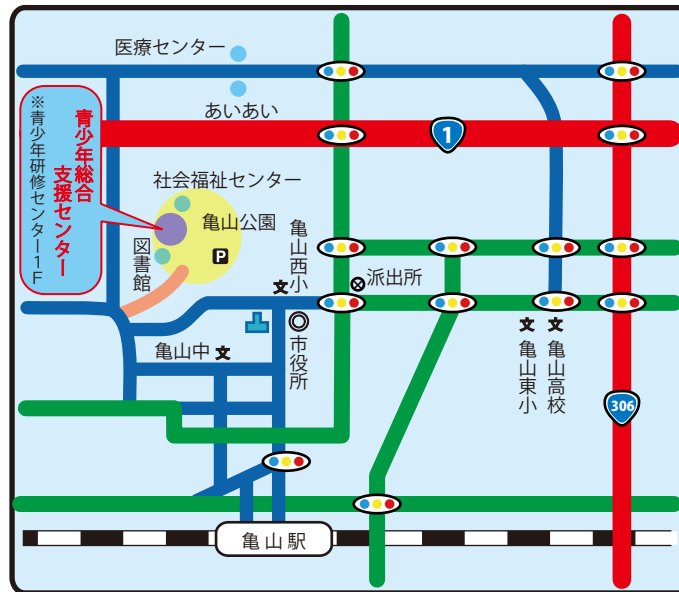 医療センター
あいあい
1
青少年総合
支援センター
※青少年研修センター1F
社会福祉センター
亀山公園
P
図書館
亀山西小
文
派出所
市役所
亀山中 文
文
亀山東小
文
亀山高校
306
亀山駅